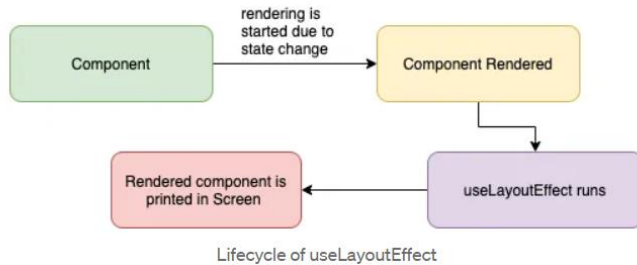 rendering is
started due to
state change
Component
Component Rendered
Rendered component is
printed in Screen
useLayoutEffect runs
Lifecycle of useLayoutEffect